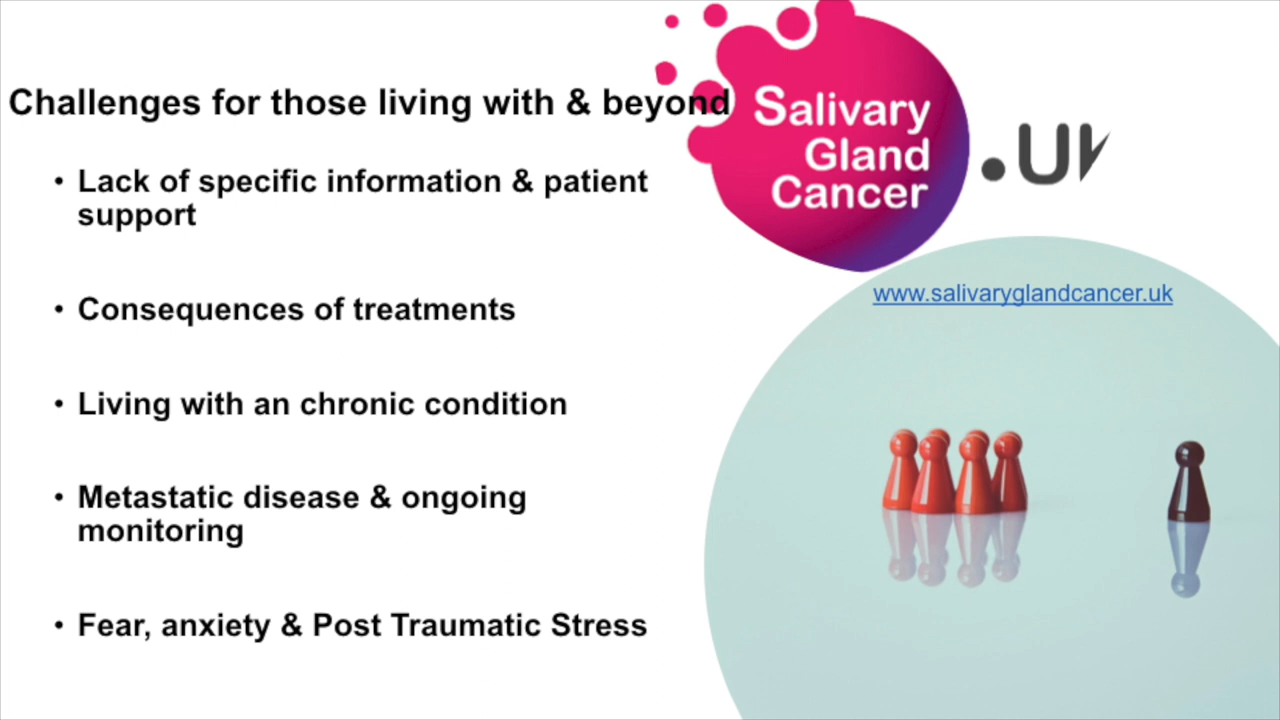 Challenges for those living with & beyond
• Lack of specific information & patient
support
• Consequences of treatments
• Living with an chronic condition
• Metastatic disease & ongoing
monitoring
• Fear, anxiety & Post Traumatic Stress
Salivary
Gland
Cancer
.UK
www.salivaryglandcancer.uk